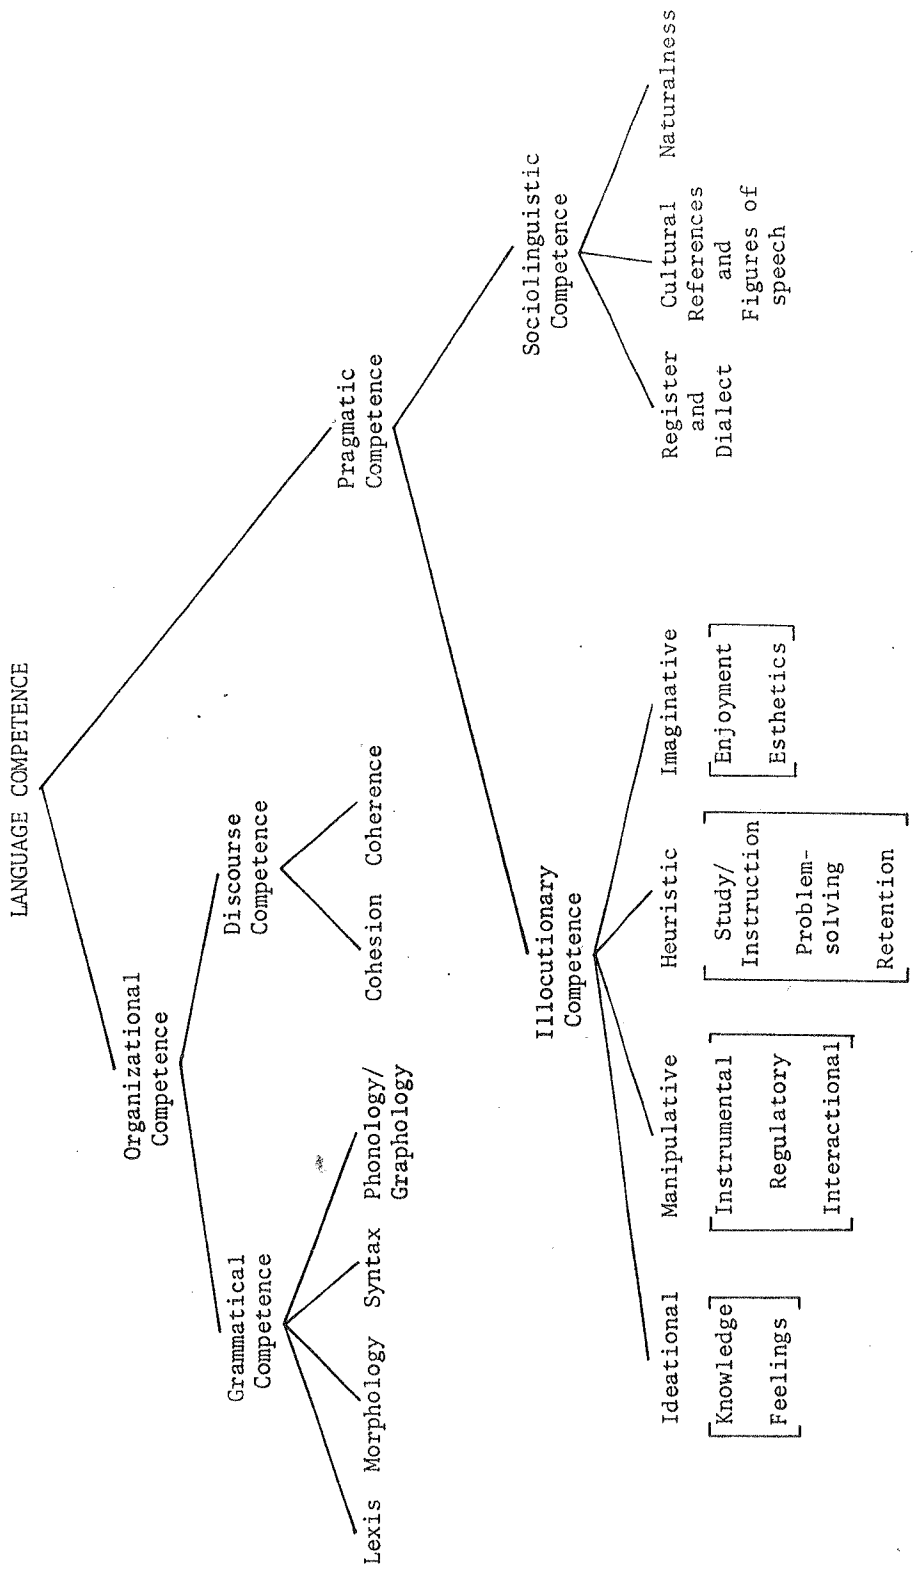 LANGUAGE COMPETENCE
Organizational
Competence
Pragmatic
Competence
Grammatical
Competence
Discourse
Competence
Lexis
Morphology
Syntax
Phonology/
Graphology
Cohesion
Coherence
Illocutionary
Competence
Sociolinguistic
Competence
Ideational
Manipulative
Heuristic
Imaginative
Register
and
Dialect
Cultural
References
and
Figures of
speech
Naturalness
Knowledge
Feelings
Instrumental
Regulatory
Interactional
Study/
Instruction
Problem-
solving
Retention
Enjoyment
Esthetics